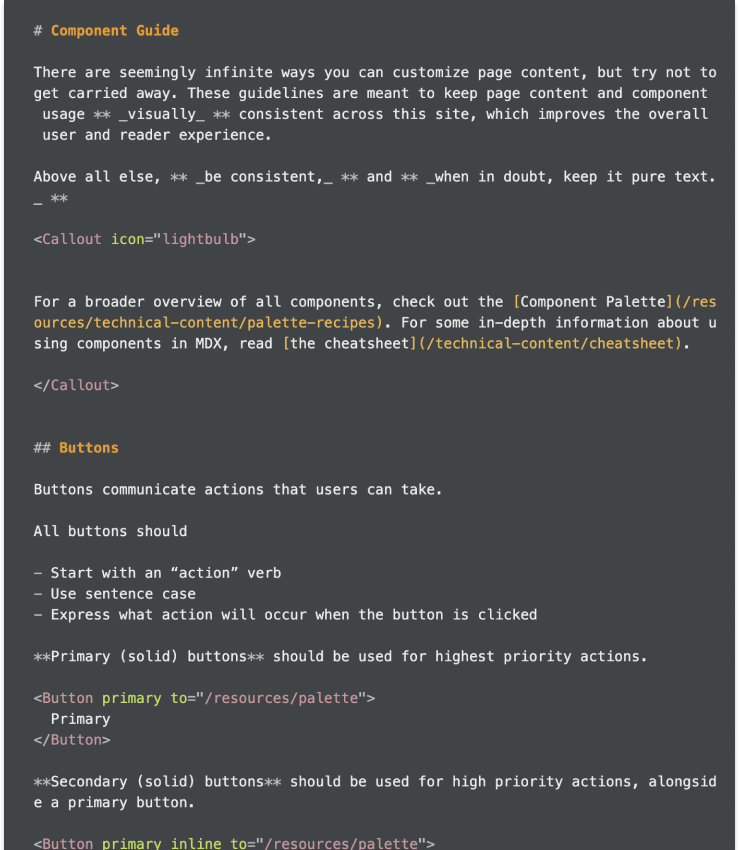 # Component Guide
There are seemingly infinite ways you can customize page content, but try not to
get carried away. These guidelines are meant to keep page content and component
usage ** _visually_ ** consistent across this site, which improves the overall
user and reader experience.
Above all else, ** _be consistent,_ ** and ** _when in doubt, keep it pure text.
_ **
<Callout icon="lightbulb">
For a broader overview of all components, check out the [Component Palette](/res
ources/technical-content/palette-recipes). For some in-depth information about u
sing components in MDX, read [the cheatsheet](/technical-content/cheatsheet).
</Callout>
## Buttons
Buttons communicate actions that users can take.
All buttons should
- Start with an “action” verb
- Use sentence case
- Express what action will occur when the button is clicked
**Primary (solid) buttons** should be used for highest priority actions.
<Button primary to="/resources/palette">
Primary
</Button>
**Secondary (solid) buttons** should be used for high priority actions, alongsid
e a primary button.
<Button primary inline to="/resources/palette">